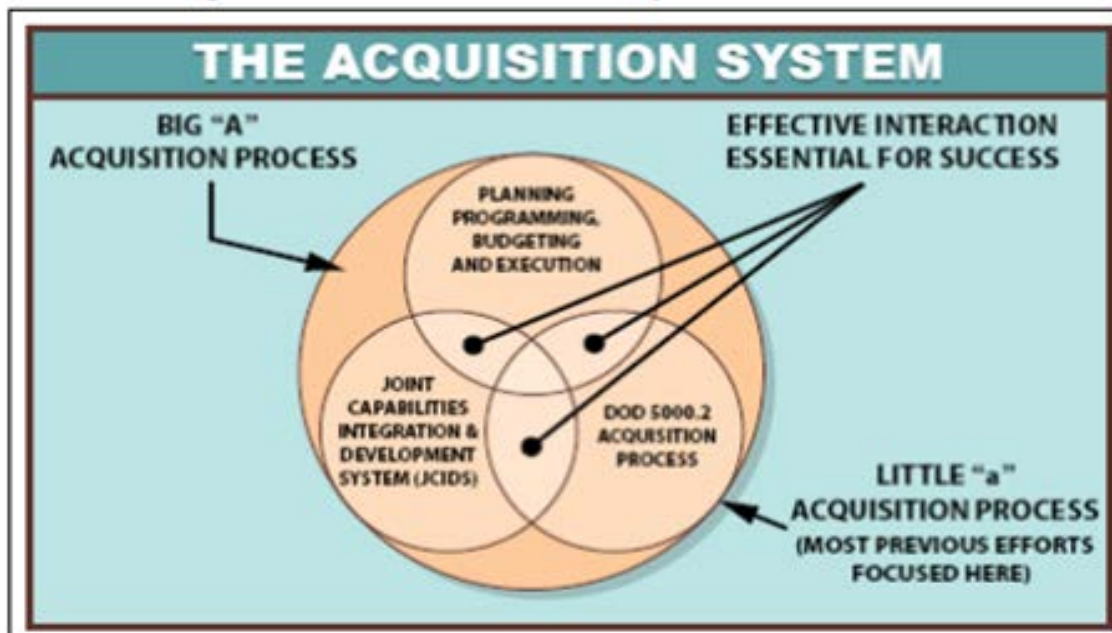 THE ACQUISITION SYSTEM
BIG “A”
ACQUISITION PROCESS
EFFECTIVE INTERACTION
ESSENTIAL FOR SUCCESS
PLANNING
PROGRAMMING,
BUDGETING
AND EXECUTION
JOINT
CAPABILITIES
INTEGRATION &
DEVELOPMENT
SYSTEM (JCIDS)
DOD 5000.2
ACQUISITION
PROCESS
LITTLE “a”
ACQUISITION PROCESS
(MOST PREVIOUS EFFORTS
FOCUSED HERE)